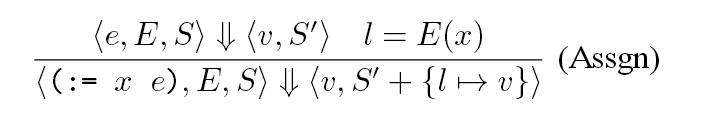 ⟨e, E, S⟩ ⇓ ⟨v, S′⟩ l = E(x)
⟨(:= x e), E, S⟩ ⇓ ⟨v, S′ + {l ↦ v}⟩ (Assgn)